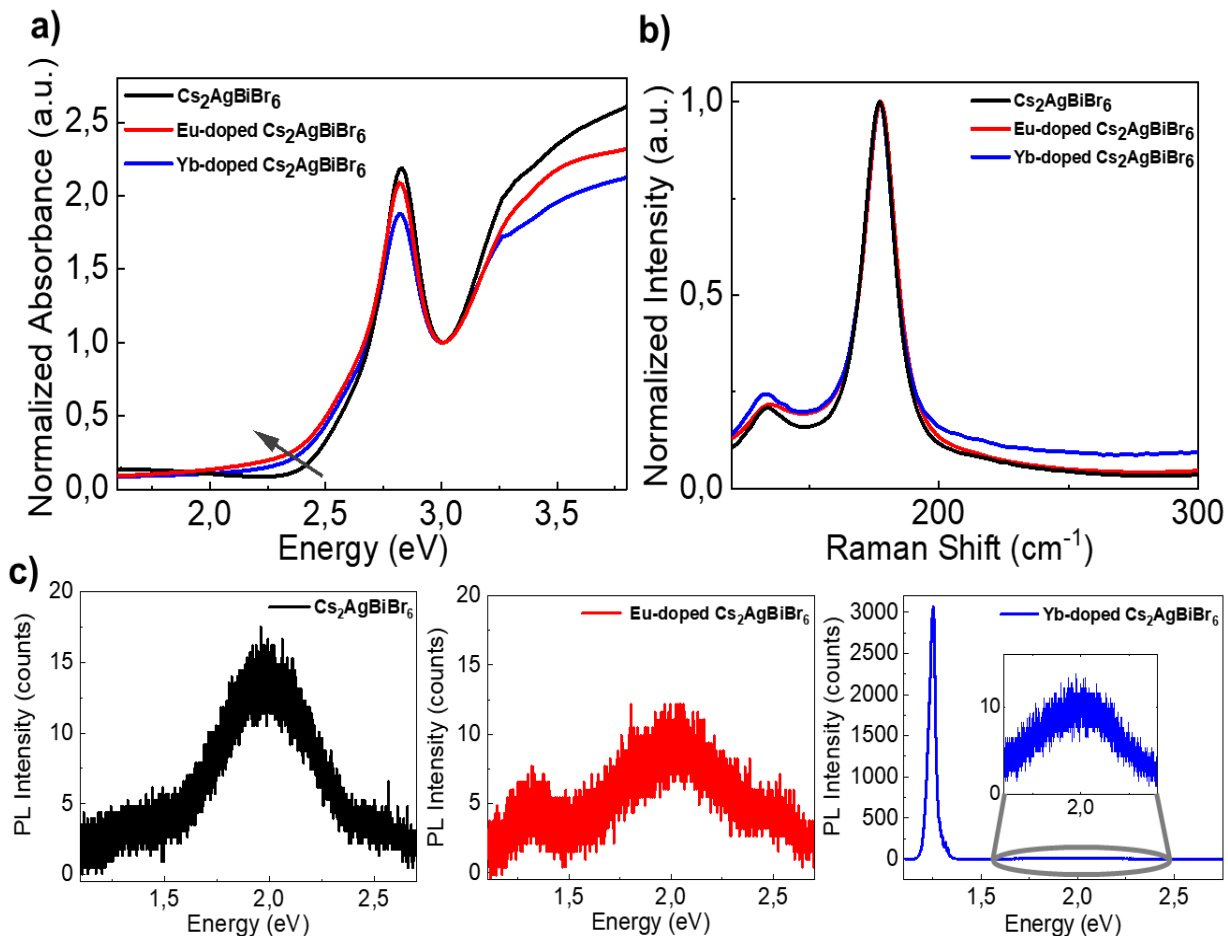 a)
Normalized Absorbance (a.u.)
2,5
2,0
1,5
1,0
0,5
0,0
Cs₂AgBiBr₆
Eu-doped Cs₂AgBiBr₆
Yb-doped Cs₂AgBiBr₆
2,0 2,5 3,0 3,5
Energy (eV)
b)
Normalized Intensity (a.u.)
1,0
0,5
0,0
Cs₂AgBiBr₆
Eu-doped Cs₂AgBiBr₆
Yb-doped Cs₂AgBiBr₆
200 300
Raman Shift (cm⁻¹)
c)
PL Intensity (counts)
20
15
10
5
0
Cs₂AgBiBr₆
1,5 2,0 2,5
Energy (eV)
PL Intensity (counts)
20
15
10
5
0
Eu-doped Cs₂AgBiBr₆
1,5 2,0 2,5
Energy (eV)
PL Intensity (counts)
3000
2500
2000
1500
1000
500
0
Yb-doped Cs₂AgBiBr₆
10
0
2,0
1,5 2,0 2,5
Energy (eV)